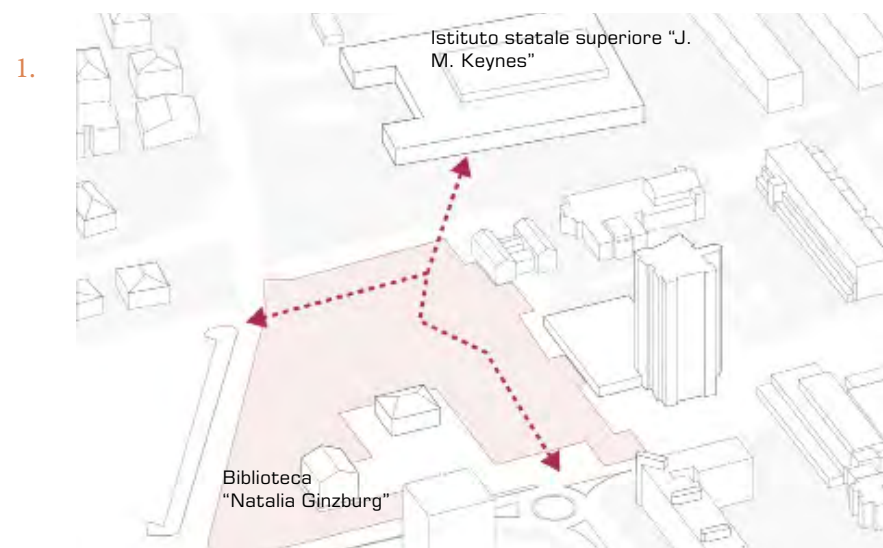 1.
Istituto statale superiore “J.
M. Keynes”
Biblioteca
“Natalia Ginzburg”